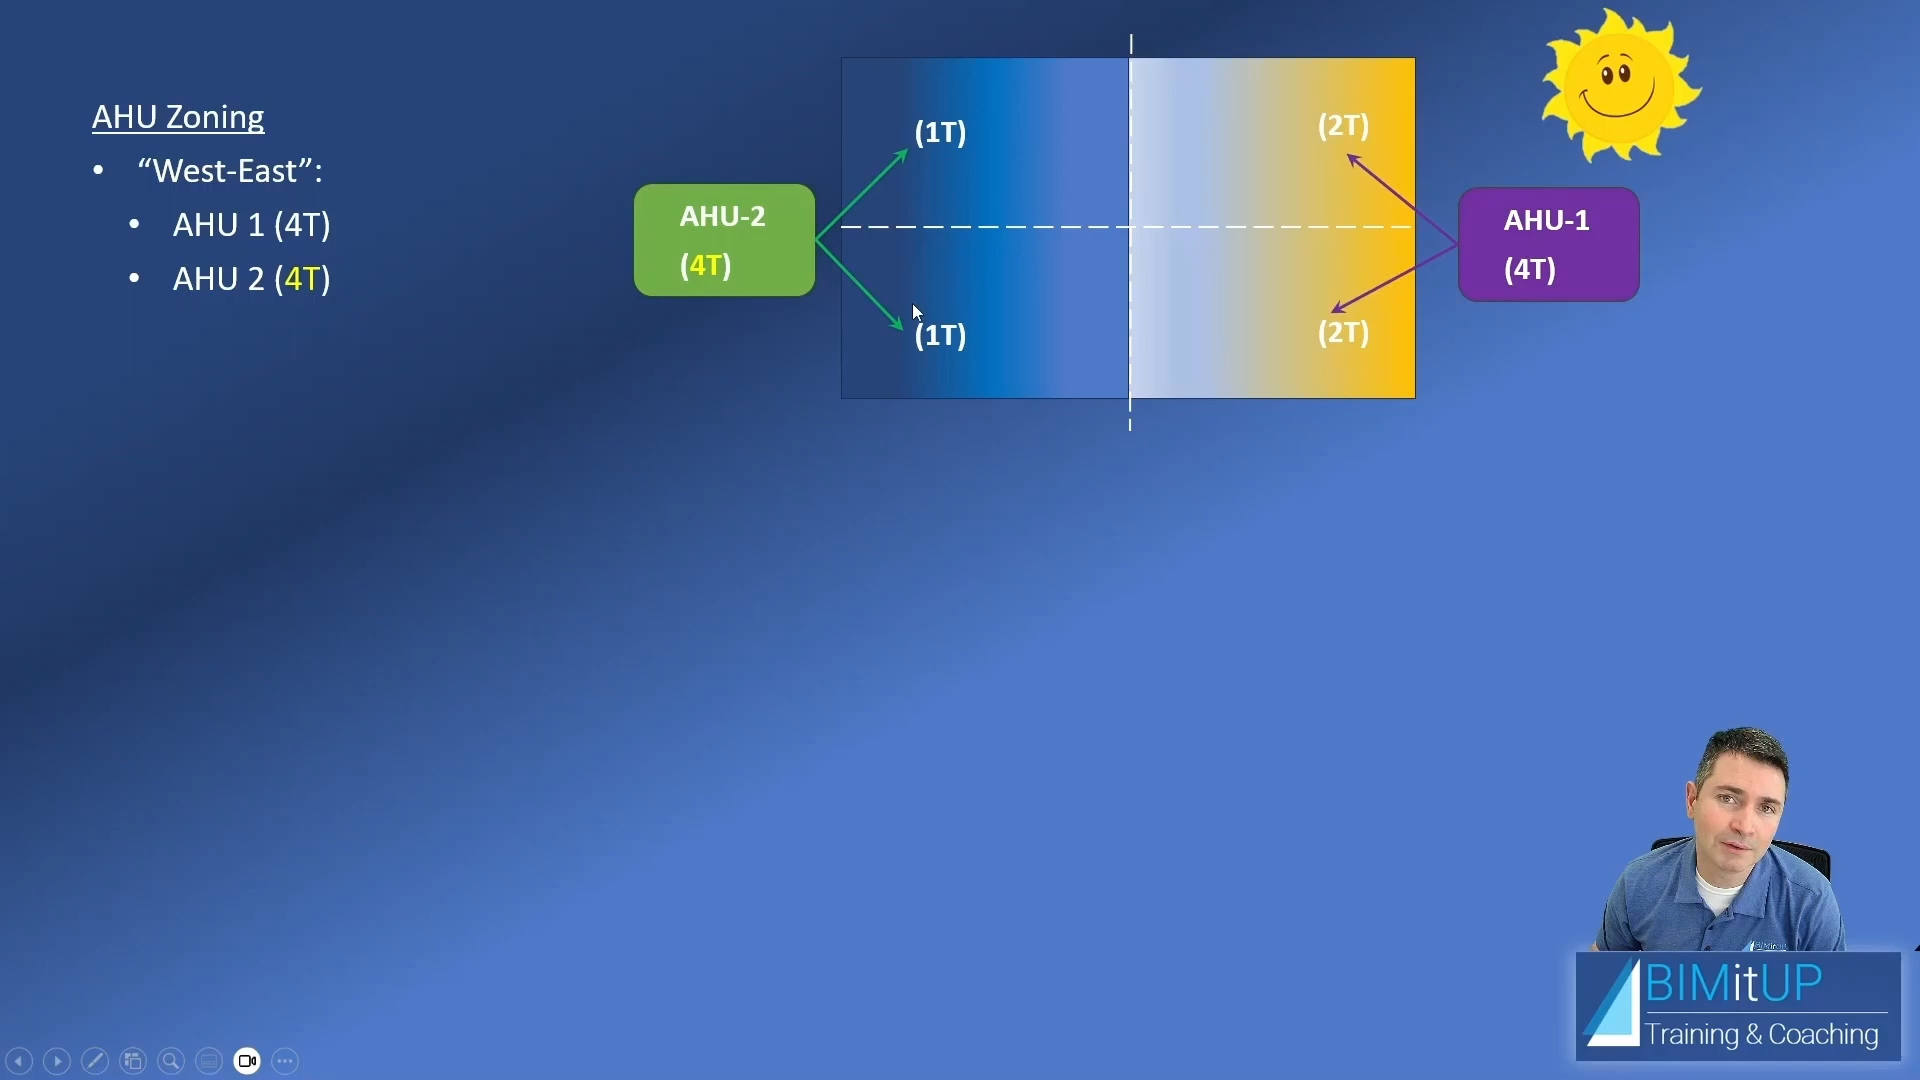 AHU Zoning
• “West-East”:
• AHU 1 (4T)
• AHU 2 (4T)
AHU-2
(4T)
(1T)
(1T)
(2T)
(2T)
AHU-1
(4T)
BIMitUP
Training & Coaching